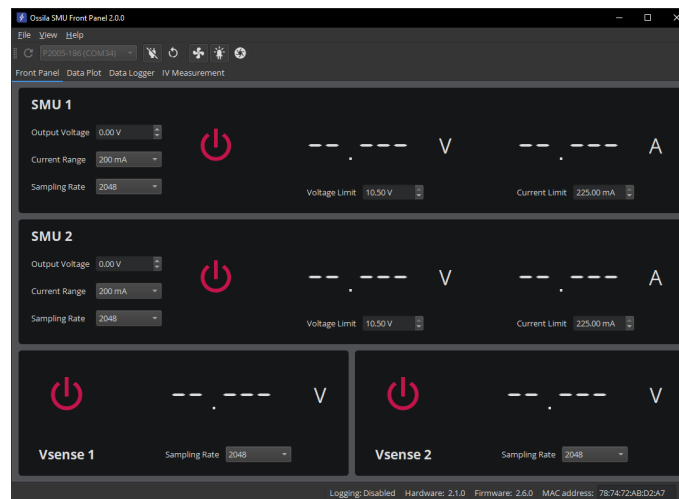 Ossila SMU Front Panel 2.0.0
File View Help
P2005-186 (COM34)
Front Panel Data Plot Data Logger IV Measurement
SMU 1
Output Voltage 0.00 V
Current Range 200 mA
Sampling Rate 2048
--.--- V
Voltage Limit 10.50 V
--.--- A
Current Limit 225.00 mA
SMU 2
Output Voltage 0.00 V
Current Range 200 mA
Sampling Rate 2048
--.--- V
Voltage Limit 10.50 V
--.--- A
Current Limit 225.00 mA
--.--- V
Vsense 1 Sampling Rate 2048
--.--- V
Vsense 2 Sampling Rate 2048
Logging: Disabled Hardware: 2.1.0 Firmware: 2.6.0 MAC address: 78:74:72:AB:D2:A7